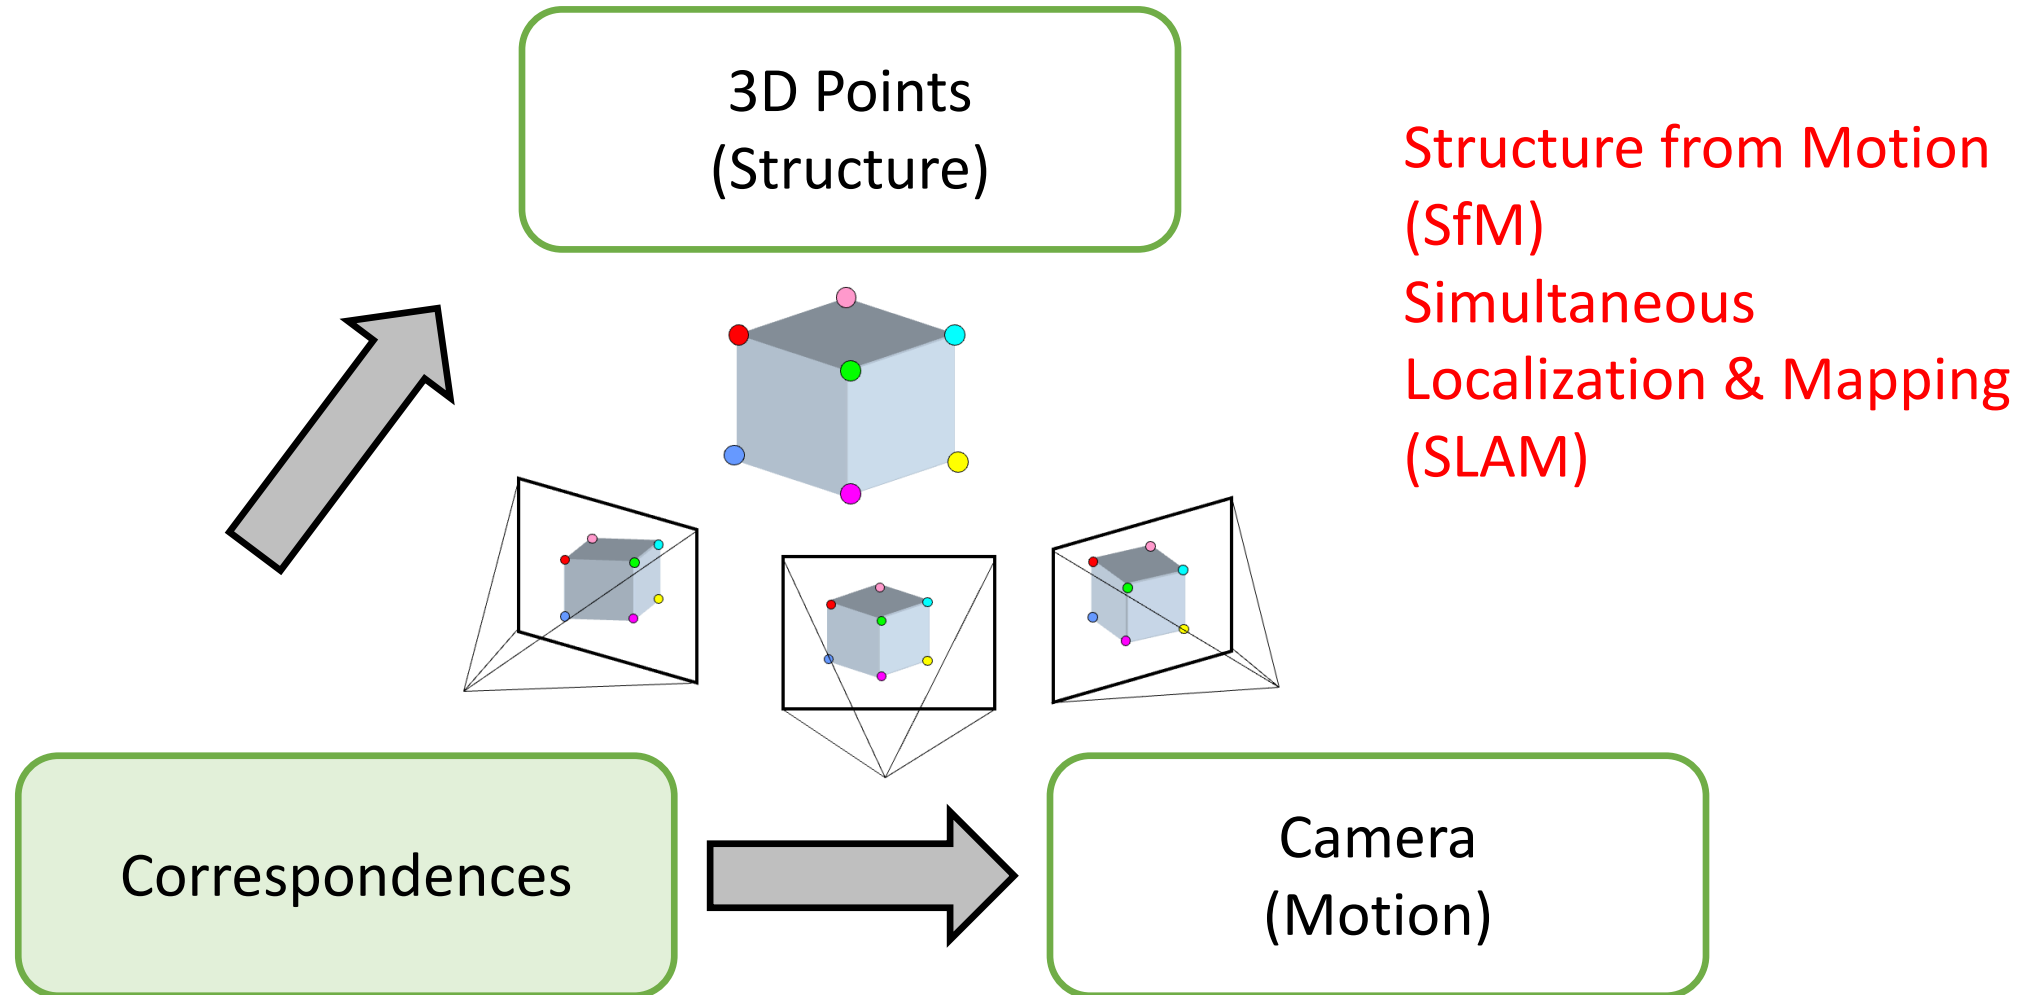 3D Points
(Structure)
Structure from Motion
(SfM)
Simultaneous
Localization & Mapping
(SLAM)
Correspondences
Camera
(Motion)